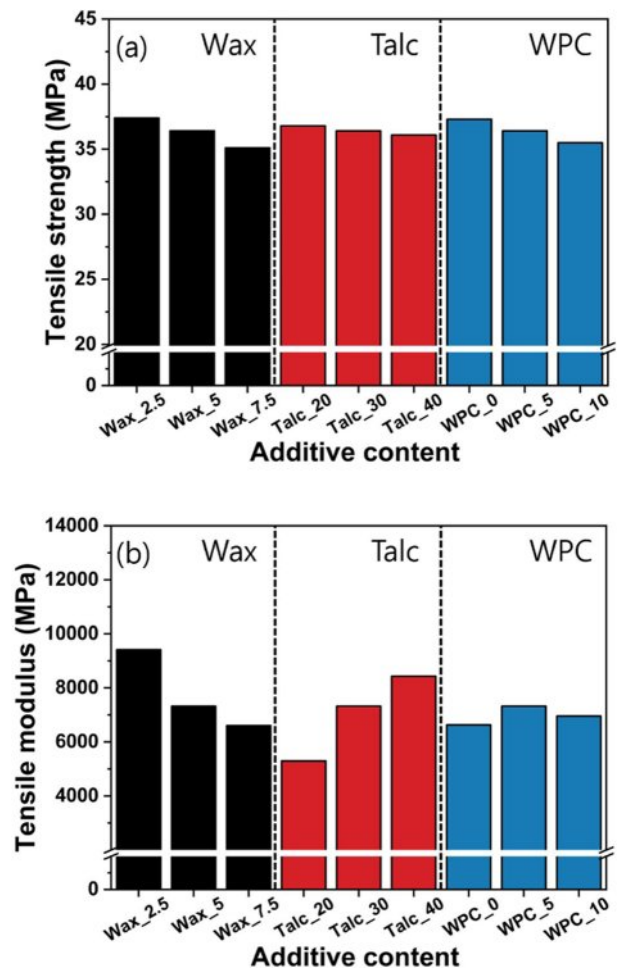 (a) Wax Talc WPC
Tensile strength (MPa)
45
40
35
30
25
20
0
Wax_2.5 Wax_5 Wax_7.5 Talc_20 Talc_30 Talc_40 WPC_0 WPC_5 WPC_10
Additive content
(b) Wax Talc WPC
Tensile modulus (MPa)
14000
12000
10000
8000
6000
4000
0
Wax_2.5 Wax_5 Wax_7.5 Talc_20 Talc_30 Talc_40 WPC_0 WPC_5 WPC_10
Additive content